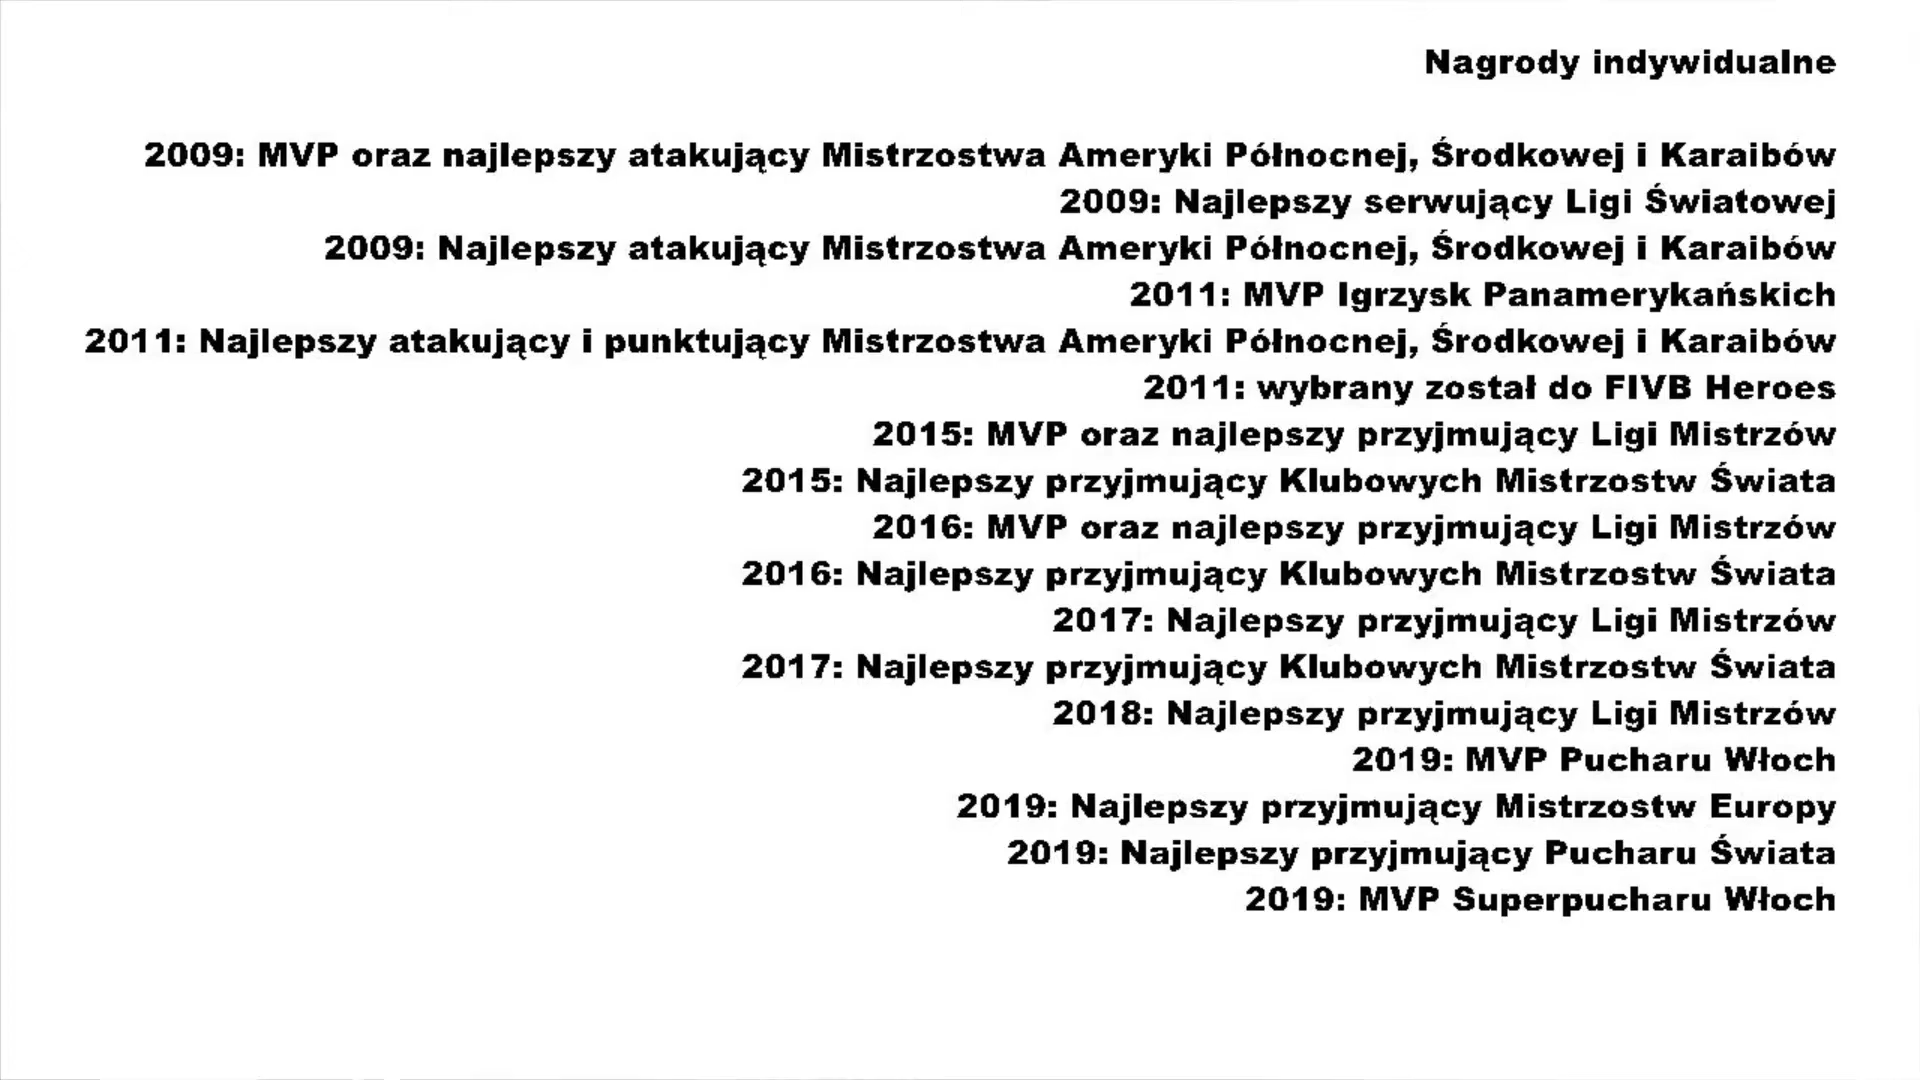 Nagrody indywidualne
2009: MVP oraz najlepszy atakujący Mistrzostwa Ameryki Północnej, Środkowej i Karaibów
2009: Najlepszy serwujący Ligi Światowej
2009: Najlepszy atakujący Mistrzostwa Ameryki Północnej, Środkowej i Karaibów
2011: MVP Igrzysk Panamerykańskich
2011: Najlepszy atakujący i punktujący Mistrzostwa Ameryki Północnej, Środkowej i Karaibów
2011: wybrany został do FIVB Heroes
2015: MVP oraz najlepszy przyjmujący Ligi Mistrzów
2015: Najlepszy przyjmujący Klubowych Mistrzostw Świata
2016: MVP oraz najlepszy przyjmujący Ligi Mistrzów
2016: Najlepszy przyjmujący Klubowych Mistrzostw Świata
2017: Najlepszy przyjmujący Ligi Mistrzów
2017: Najlepszy przyjmujący Klubowych Mistrzostw Świata
2018: Najlepszy przyjmujący Ligi Mistrzów
2019: MVP Pucharu Włoch
2019: Najlepszy przyjmujący Mistrzostw Europy
2019: Najlepszy przyjmujący Pucharu Świata
2019: MVP Superpucharu Włoch